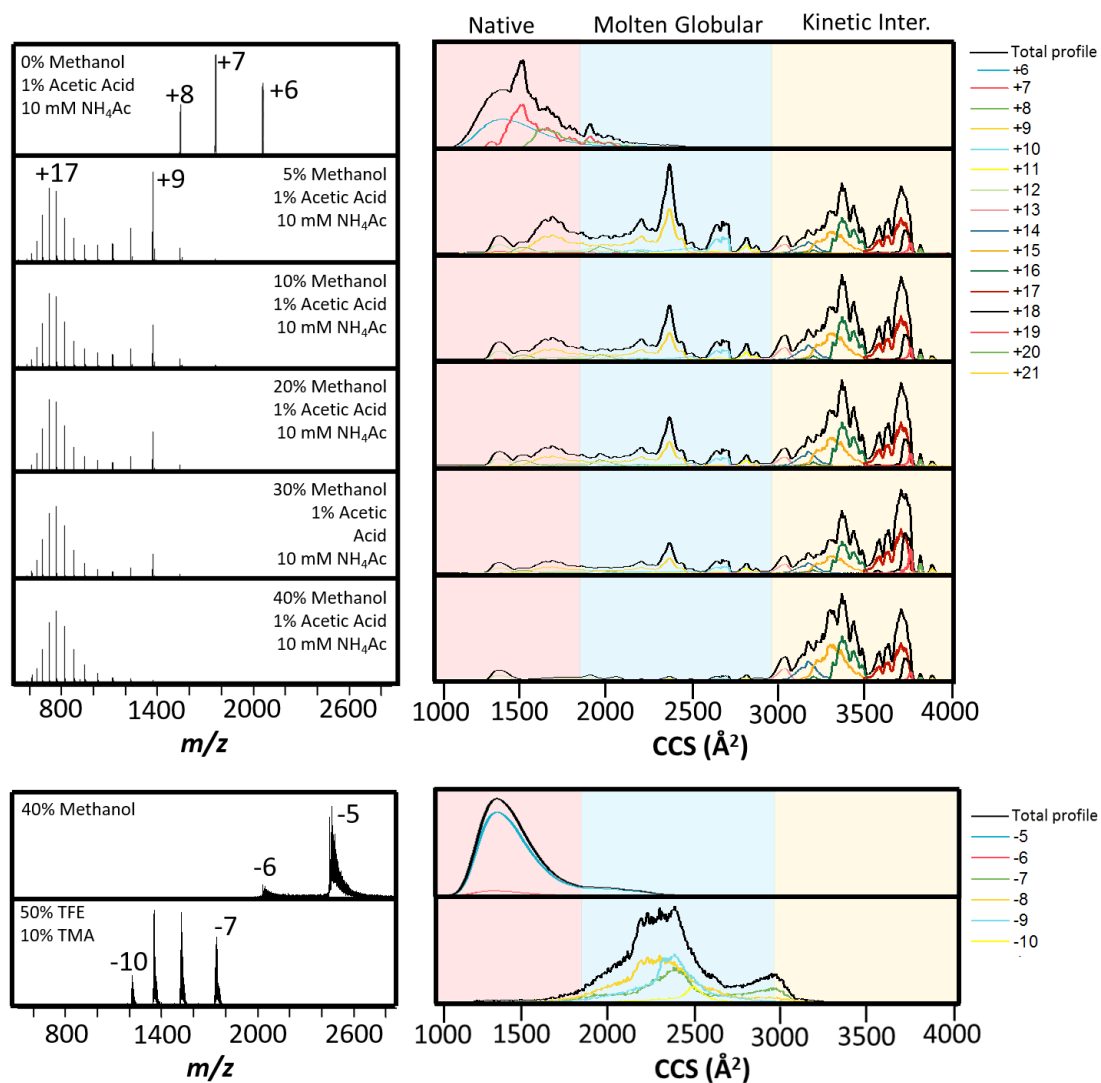 Native Molten Globular Kinetic Inter.
0% Methanol
1% Acetic Acid
10 mM NH₄Ac
+8
+7
+6
5% Methanol
1% Acetic Acid
10 mM NH₄Ac
+17
+9
10% Methanol
1% Acetic Acid
10 mM NH₄Ac
20% Methanol
1% Acetic Acid
10 mM NH₄Ac
30% Methanol
1% Acetic
Acid
10 mM NH₄Ac
40% Methanol
1% Acetic Acid
10 mM NH₄Ac
800 1400 2000 2600
m/z
1000 1500 2000 2500 3000 3500 4000
CCS (Å²)
Total profile
+6
+7
+8
+9
+10
+11
+12
+13
+14
+15
+16
+17
+18
+19
+20
+21
40% Methanol
-6
-5
50% TFE
10% TMA
-10
-7
800 1400 2000 2600
m/z
1000 1500 2000 2500 3000 3500 4000
CCS (Å²)
Total profile
-5
-6
-7
-8
-9
-10